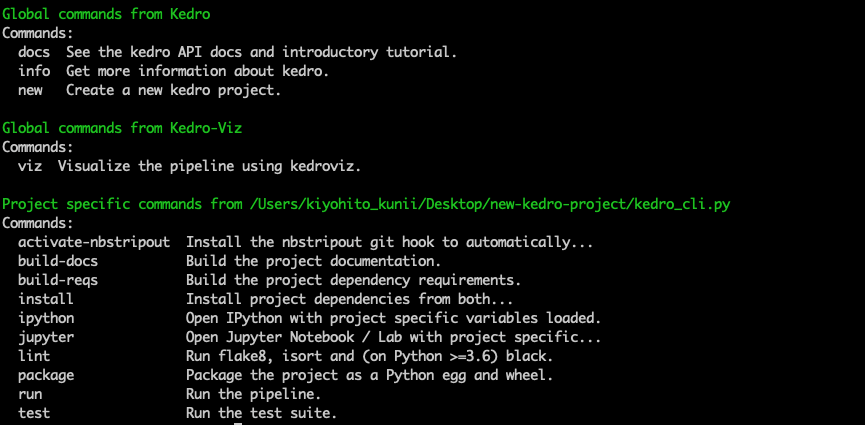 Global commands from Kedro
Commands:
docs  See the kedro API docs and introductory tutorial.
info  Get more information about kedro.
new   Create a new kedro project.
Global commands from Kedro-Viz
Commands:
viz  Visualize the pipeline using kedroviz.
Project specific commands from /Users/kiyohito_kunii/Desktop/new-kedro-project/kedro_cli.py
Commands:
activate-nbstripout  Install the nbstripout git hook to automatically...
build-docs           Build the project documentation.
build-reqs           Build the project dependency requirements.
install              Install project dependencies from both...
ipython              Open IPython with project specific variables loaded.
jupyter              Open Jupyter Notebook / Lab with project specific...
lint                 Run flake8, isort and (on Python >=3.6) black.
package              Package the project as a Python egg and wheel.
run                  Run the pipeline.
test                 Run the test suite.